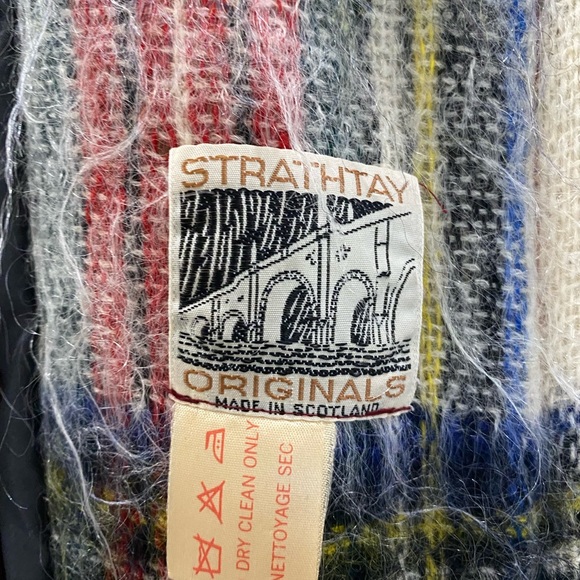 STRATHTAY
ORIGINALS
MADE IN SCOTLAND
DRY CLEAN ONLY
NETTOYAGE SEC